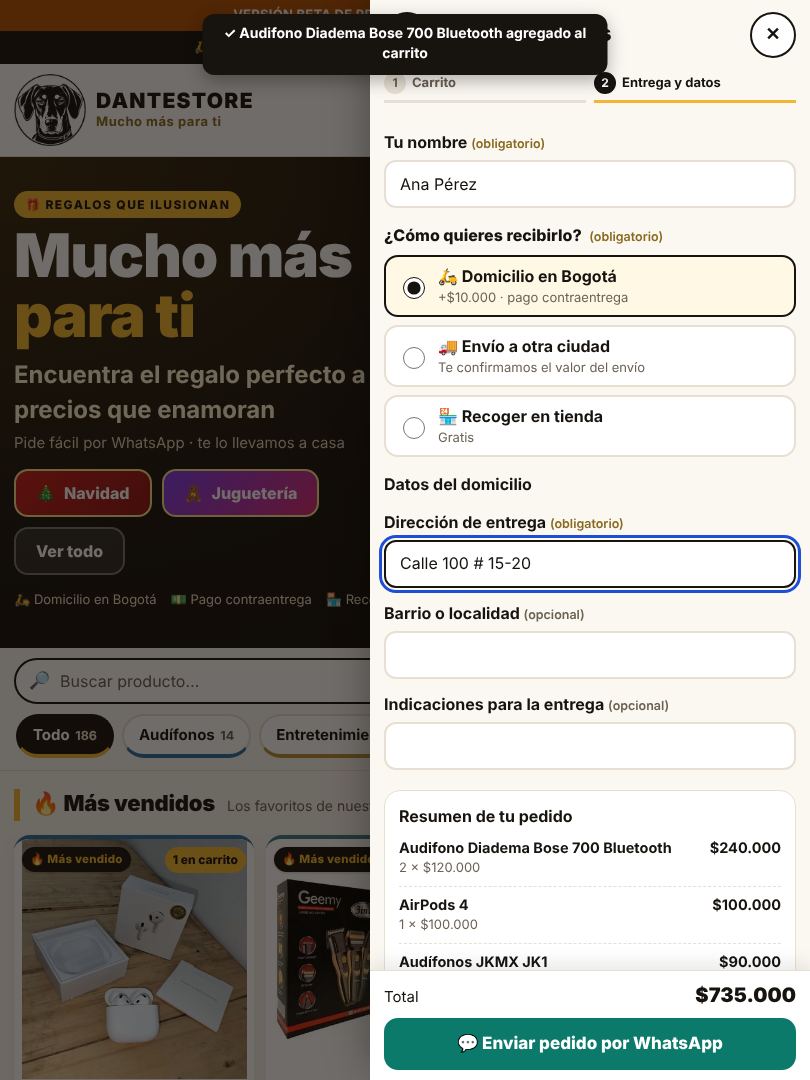 VERSIÓN BETA DE
✓ Audifono Diadema Bose 700 Bluetooth agregado al
carrito
✕
DANTESTORE
Mucho más para ti
🎁 REGALOS QUE ILUSIONAN
Mucho más
para ti
Encuentra el regalo perfecto a
precios que enamoran
Pide fácil por WhatsApp · te lo llevamos a casa
🎄 Navidad
🧸 Juguetería
Ver todo
🛵 Domicilio en Bogotá 💵 Pago contraentrega 🏪
🔎 Buscar producto...
Todo 186
Audífonos 14
Entretenimie
🔥 Más vendidos Los favoritos de nues
🔥 Más vendido
1 en carrito
🔥 Más vendido
Geemy
1 Carrito
2 Entrega y datos
Tu nombre (obligatorio)
Ana Pérez
¿Cómo quieres recibirlo? (obligatorio)
🛵 Domicilio en Bogotá
+$10.000 · pago contraentrega
🚚 Envío a otra ciudad
Te confirmamos el valor del envío
🏪 Recoger en tienda
Gratis
Datos del domicilio
Dirección de entrega (obligatorio)
Calle 100 # 15-20
Barrio o localidad (opcional)
Indicaciones para la entrega (opcional)
Resumen de tu pedido
Audifono Diadema Bose 700 Bluetooth $240.000
2 × $120.000
AirPods 4 $100.000
1 × $100.000
Audífonos JKMX JK1 $90.000
Total $735.000
💬 Enviar pedido por WhatsApp